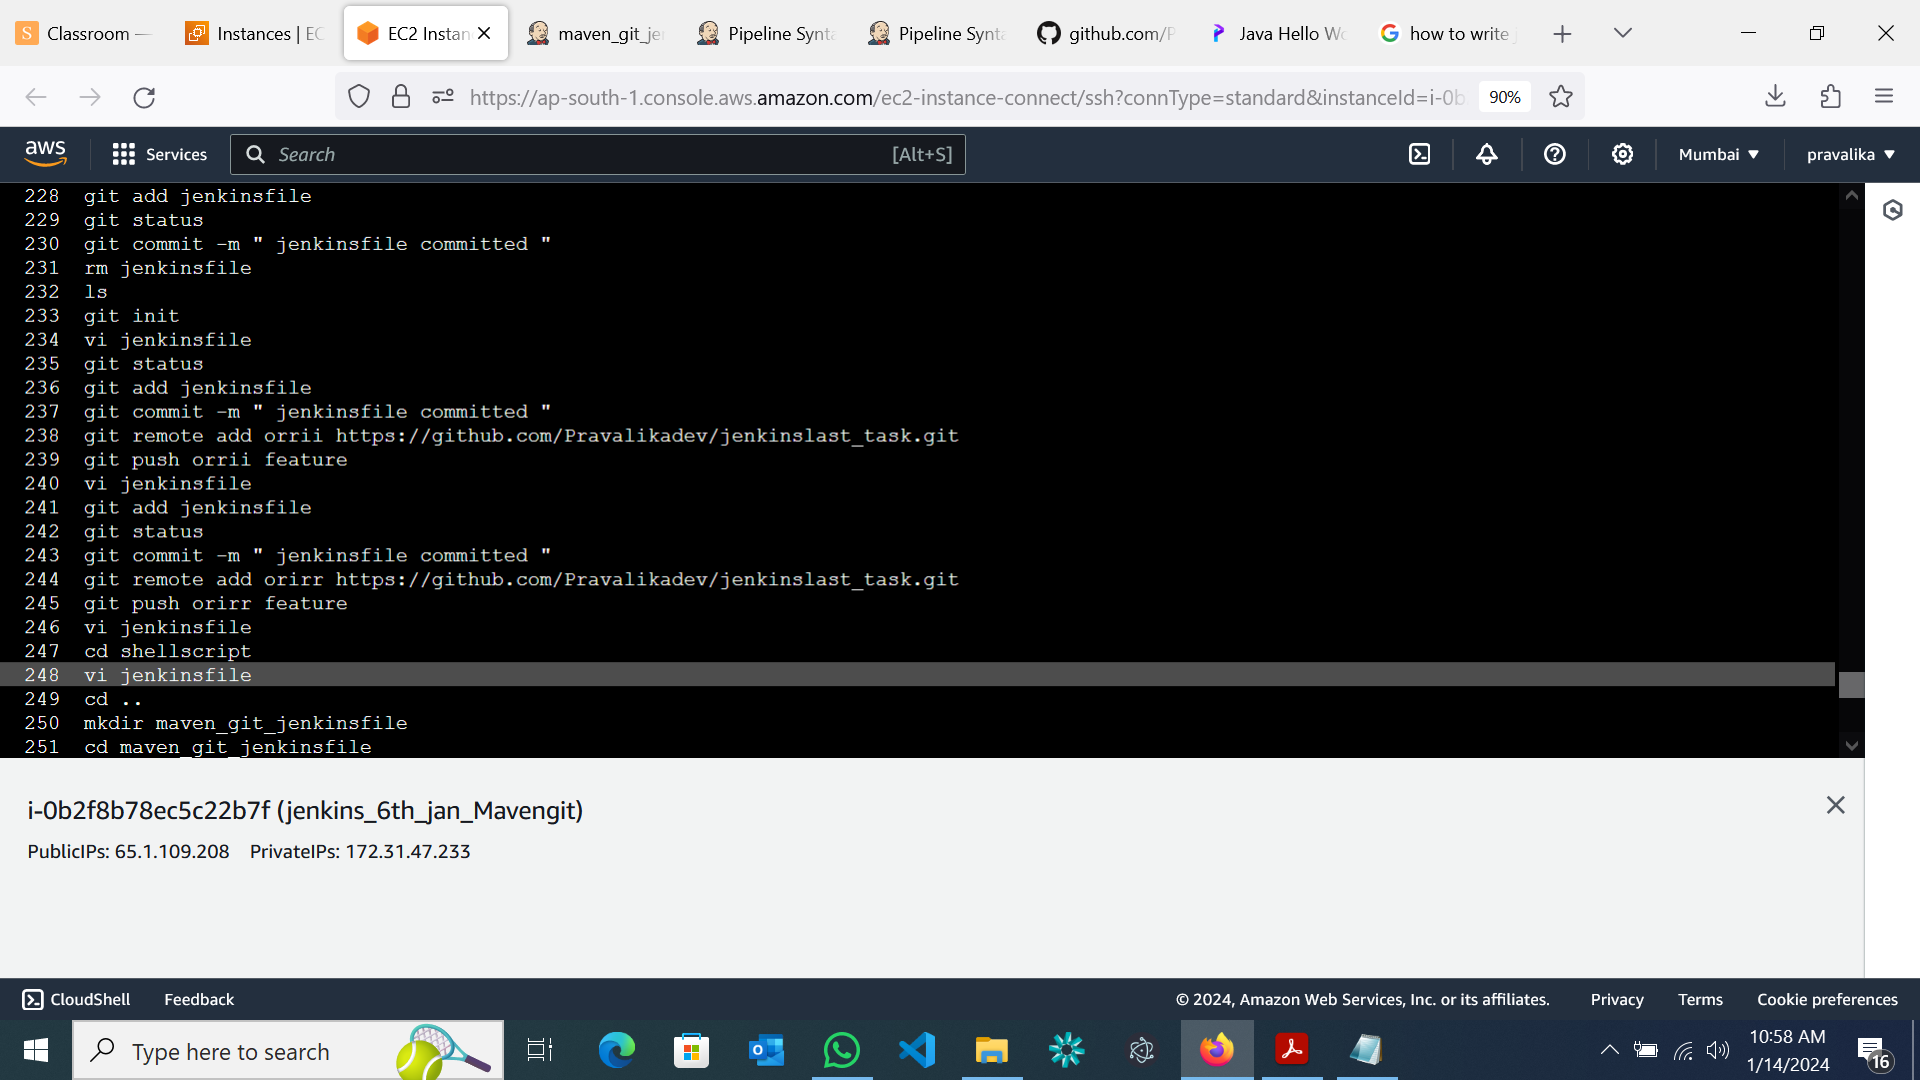 Classroom
Instances | EC
EC2 Instan
maven_git_je
Pipeline Synta
Pipeline Synta
github.com/P
Java Hello Wo
how to write j
https://ap-south-1.console.aws.amazon.com/ec2-instance-connect/ssh?connType=standard&instanceId=i-0b
90%
aws
Services
Search
[Alt+S]
Mumbai
pravalika
228 git add jenkinsfile
229 git status
230 git commit -m " jenkinsfile committed "
231 rm jenkinsfile
232 ls
233 git init
234 vi jenkinsfile
235 git status
236 git add jenkinsfile
237 git commit -m " jenkinsfile committed "
238 git remote add orrii https://github.com/Pravalikadev/jenkinslast_task.git
239 git push orrii feature
240 vi jenkinsfile
241 git add jenkinsfile
242 git status
243 git commit -m " jenkinsfile committed "
244 git remote add orirr https://github.com/Pravalikadev/jenkinslast_task.git
245 git push orirr feature
246 vi jenkinsfile
247 cd shellscript
248 vi jenkinsfile
249 cd ..
250 mkdir maven_git_jenkinsfile
251 cd maven_git_jenkinsfile
i-0b2f8b78ec5c22b7f (jenkins_6th_jan_Mavengit)
PublicIPs: 65.1.109.208 PrivateIPs: 172.31.47.233
CloudShell
Feedback
© 2024, Amazon Web Services, Inc. or its affiliates.
Privacy
Terms
Cookie preferences
Type here to search
10:58 AM
1/14/2024
16